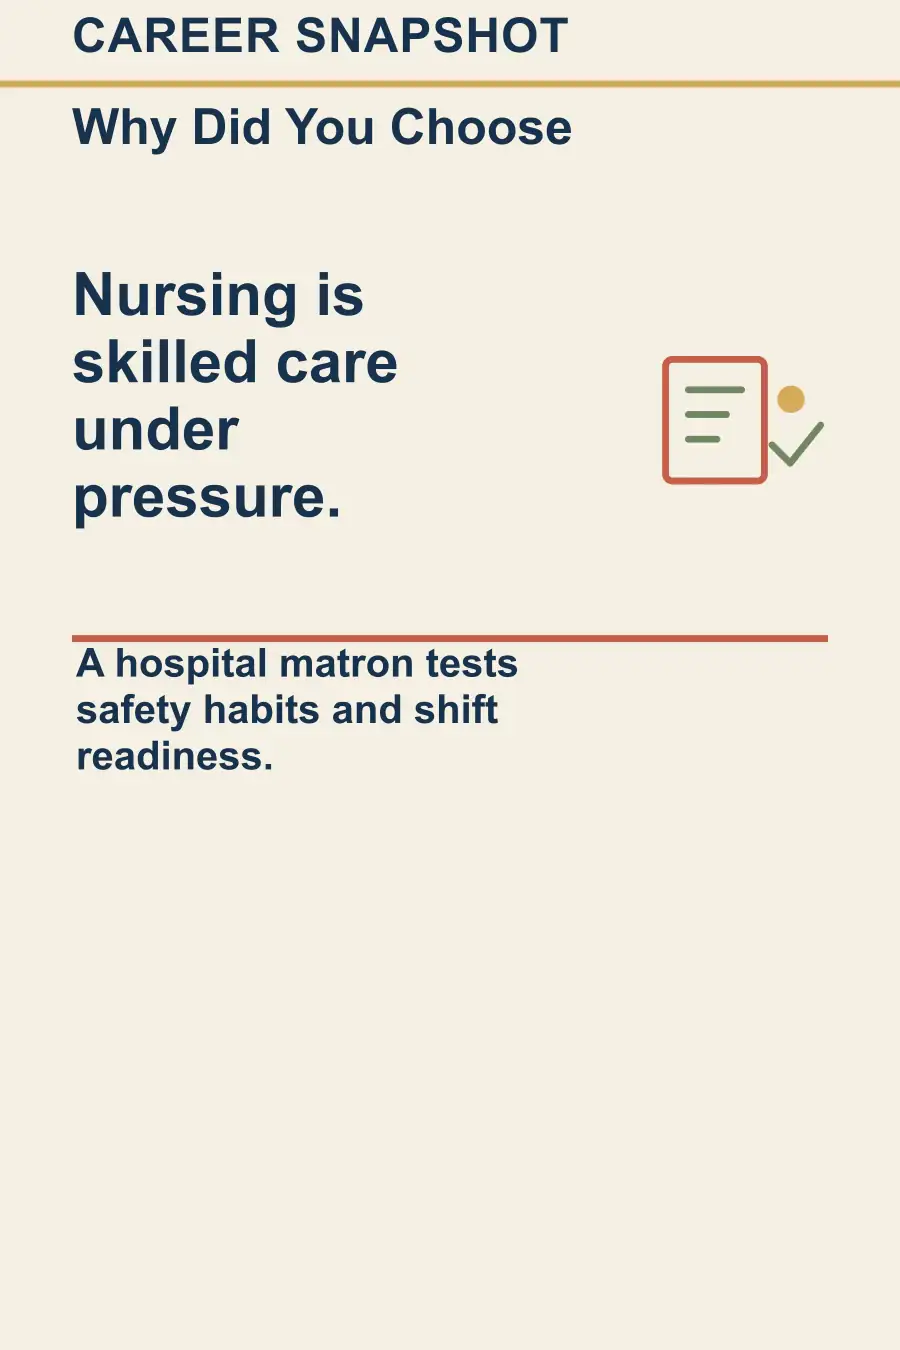 CAREER SNAPSHOT
Why Did You Choose
Nursing is
skilled care
under
pressure.
A hospital matron tests
safety habits and shift
readiness.